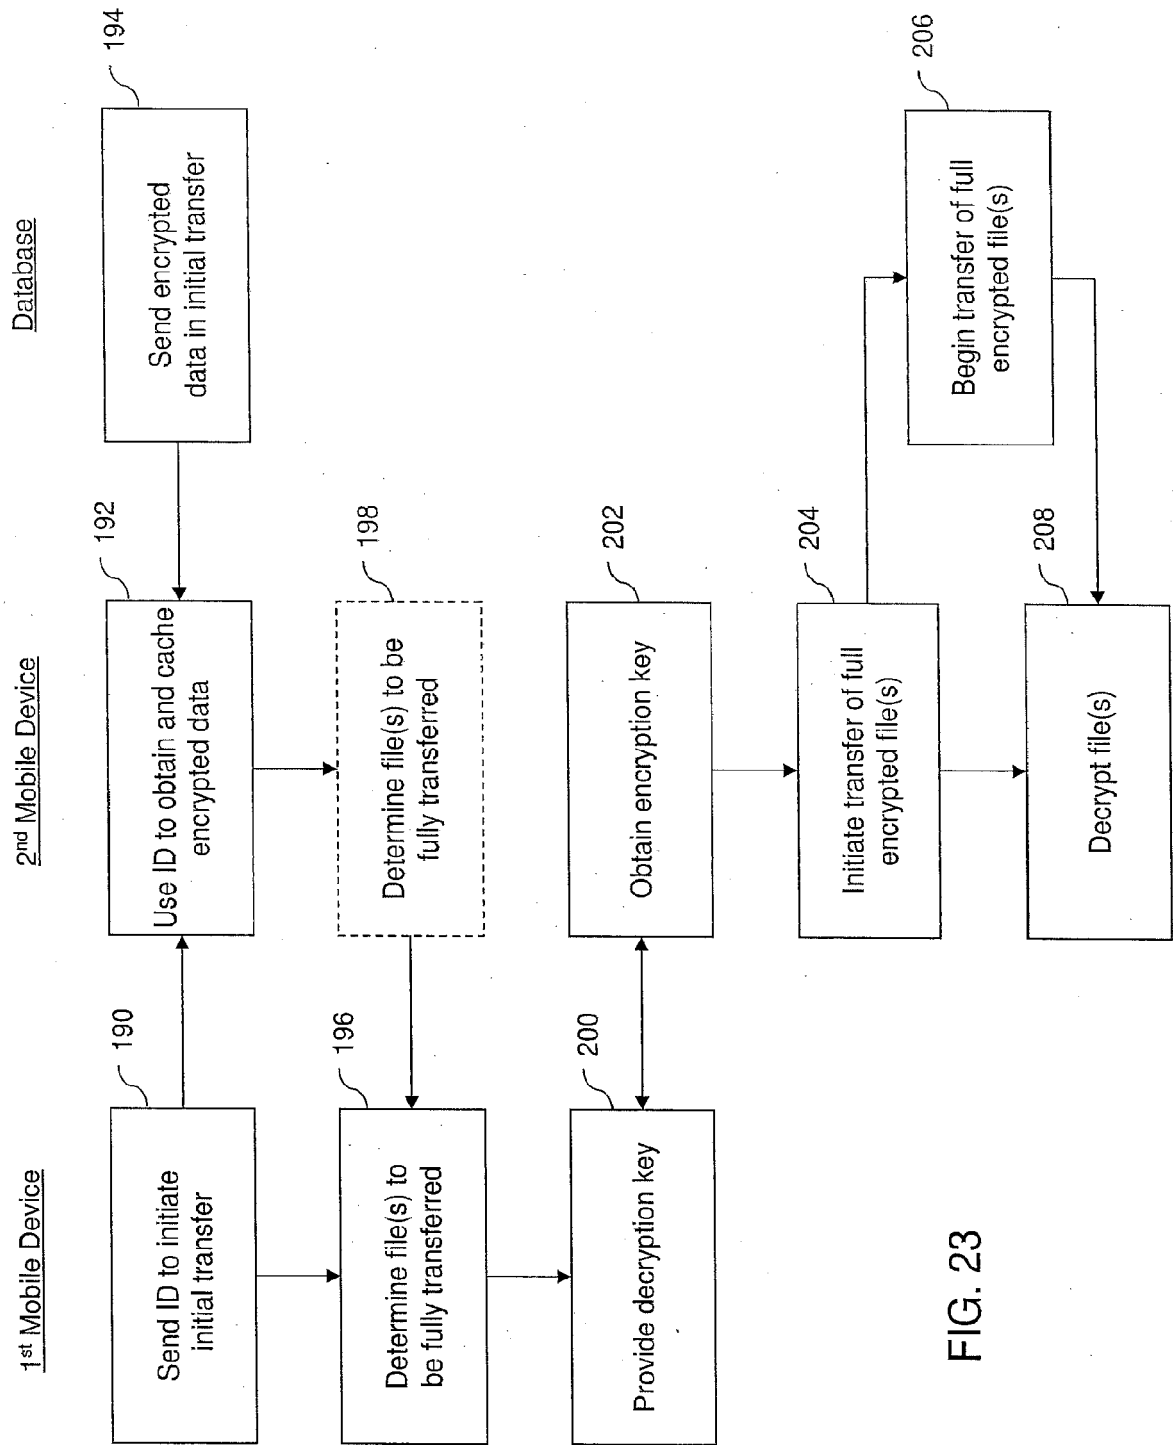 1st Mobile Device
2nd Mobile Device
Database
190
Send ID to initiate
initial transfer
192
Use ID to obtain and cache
encrypted data
194
Send encrypted
data in initial transfer
196
Determine file(s) to
be fully transferred
198
Determine file(s) to be
fully transferred
200
Provide decryption key
202
Obtain encryption key
204
Initiate transfer of full
encrypted file(s)
206
Begin transfer of full
encrypted file(s)
208
Decrypt file(s)
FIG. 23